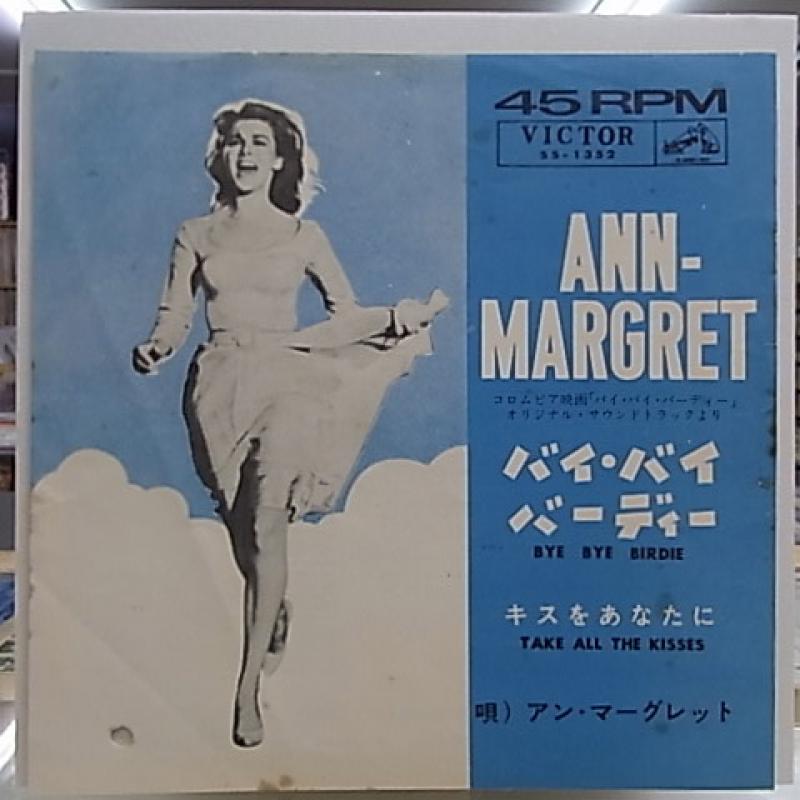 45 RPM
VICTOR
SS-1352
ANN-
MARGRET
コロムビア映画「バイ・バイ・バーディー」
オリジナル・サウンドトラックより
バイ・バイ
バーディー
BYE BYE BIRDIE
キスをあなたに
TAKE ALL THE KISSES
唄）アン・マーグレット